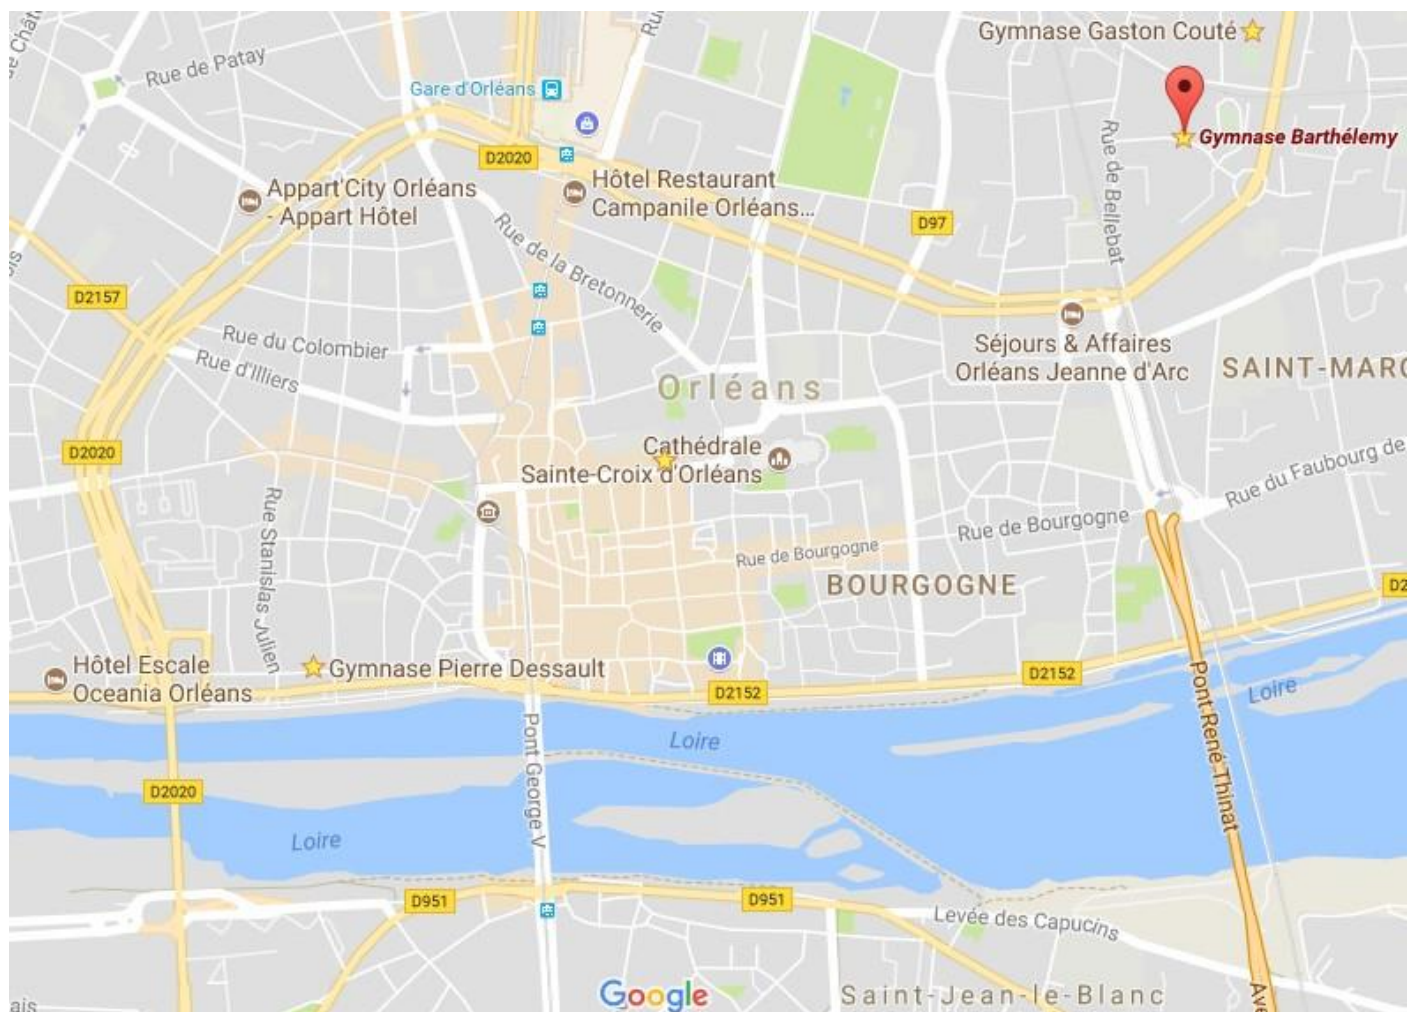 Gymnase Gaston Couté
Rue de Patay
Gare d'Orléans
Gymnase Barthélemy
D2020
Rue de Bellebat
Appart'City Orléans
- Appart Hôtel
Hôtel Restaurant
Campanile Orléans...
D97
Rue de la Bretonnerie
D2157
Rue du Colombier
Rue d'Illiers
Séjours & Affaires
Orléans Jeanne d'Arc
SAINT-MARC
Orléans
D2020
Cathédrale
Sainte-Croix d'Orléans
Rue du Faubourg de
Rue Stanislas Julien
Rue de Bourgogne
Rue de Bourgogne
BOURGOGNE
Hôtel Escale
Oceania Orléans
Gymnase Pierre Dessault
D2152
D2152
Pont René-Thinat
Loire
Loire
Pont George V
D2020
Loire
D951
D951
Levée des Capucins
Google
Saint-Jean-le-Blanc